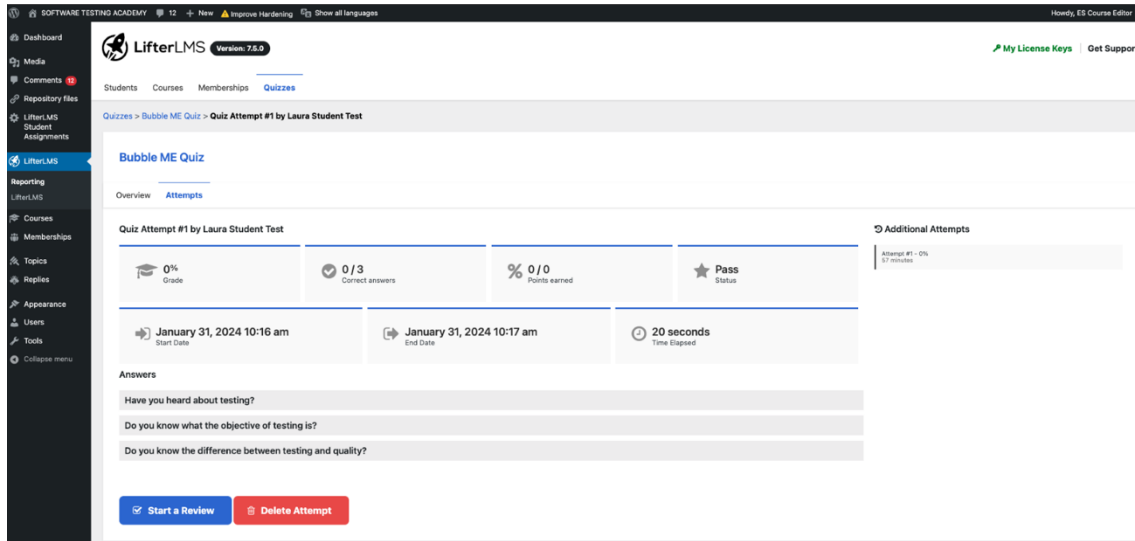 SOFTWARE TESTING ACADEMY 12 + New Improve Hardening Show all languages Howdy, ES Course Editor
Dashboard
Media
Comments 12
Repository files
LifterLMS
Student
Assignments
LifterLMS
Reporting
LifterLMS
Courses
Memberships
Topics
Replies
Appearance
Users
Tools
Collapse menu
LifterLMS Version: 7.5.0
My License Keys Get Suppor
Students Courses Memberships Quizzes
Quizzes > Bubble ME Quiz > Quiz Attempt #1 by Laura Student Test
Bubble ME Quiz
Overview Attempts
Quiz Attempt #1 by Laura Student Test
0%
Grade
0 / 3
Correct answers
0 / 0
Points earned
Pass
Status
January 31, 2024 10:16 am
Start Date
January 31, 2024 10:17 am
End Date
20 seconds
Time Elapsed
Answers
Have you heard about testing?
Do you know what the objective of testing is?
Do you know the difference between testing and quality?
Start a Review Delete Attempt
Additional Attempts
Attempt #1 - 0%
57 minutes